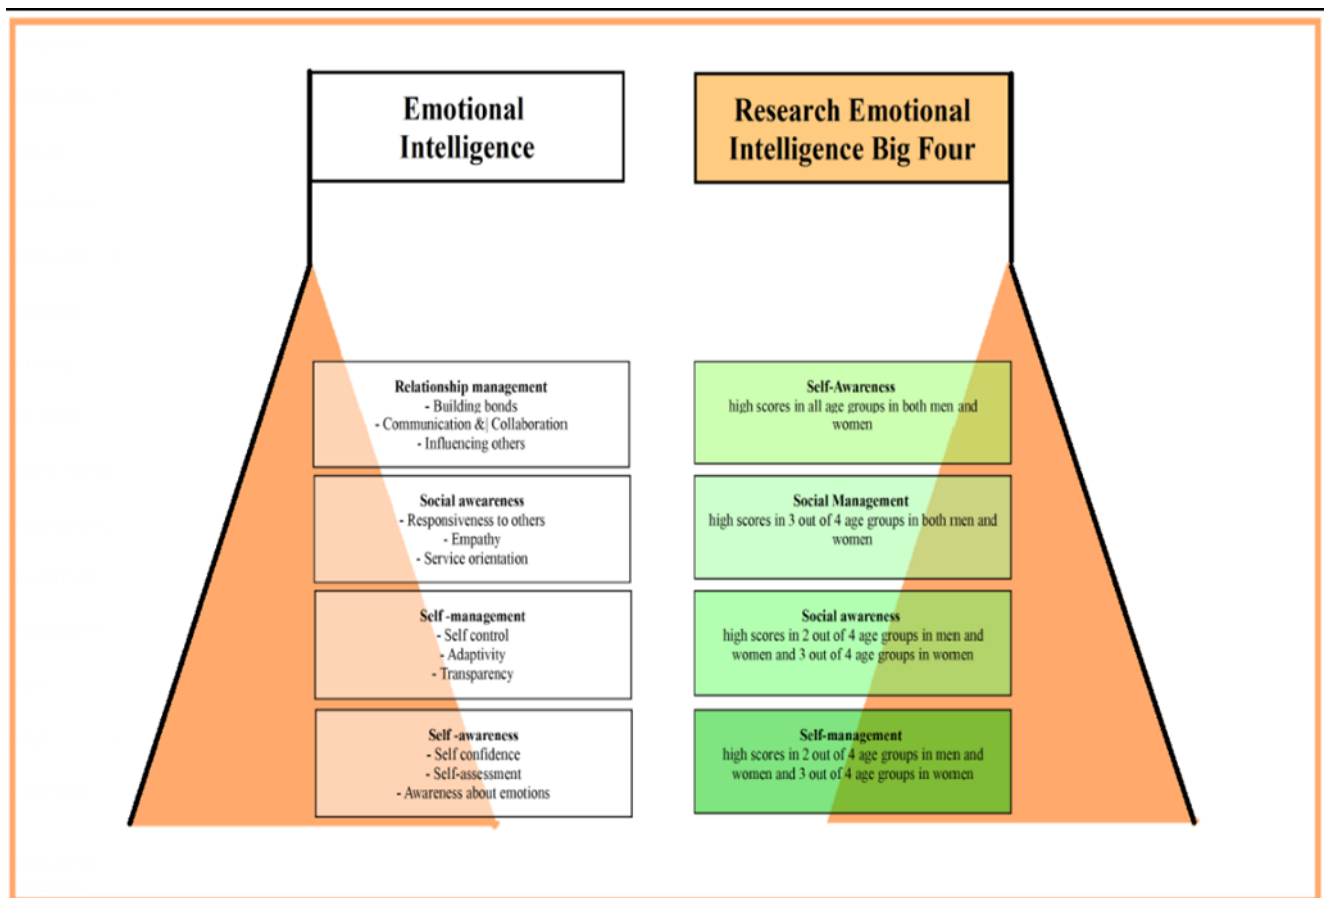 Emotional
Intelligence
Research Emotional
Intelligence Big Four
Relationship management
- Building bonds
- Communication &| Collaboration
- Influencing others
Social aweareness
- Responsiveness to others
- Empathy
- Service orientation
Self -management
- Self control
- Adaptivity
- Transparency
Self -awareness
- Self confidence
- Self-assessment
- Awareness about emotions
Self-Awareness
high scores in all age groups in both men and
women
Social Management
high scores in 3 out of 4 age groups in both men and
women
Social awareness
high scores in 2 out of 4 age groups in men and
women and 3 out of 4 age groups in women
Self-management
high scores in 2 out of 4 age groups in men and
women and 3 out of 4 age groups in women